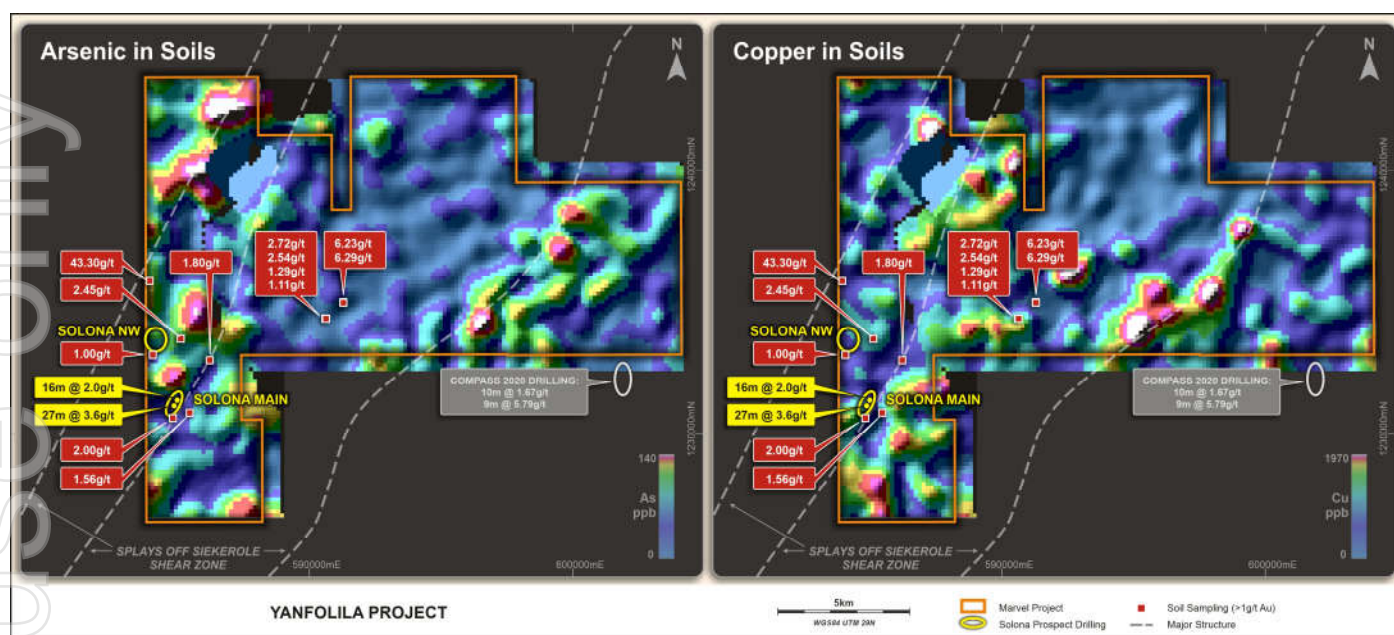 Arsenic in Soils
N
1240000mN
43.30g/t
2.45g/t
1.80g/t
2.72g/t
2.54g/t
1.29g/t
1.11g/t
6.23g/t
6.29g/t
SOLONA NW
1.00g/t
16m @ 2.0g/t
27m @ 3.6g/t
SOLONA MAIN
2.00g/t
1.56g/t
COMPASS 2020 DRILLING:
10m @ 1.67g/t
9m @ 5.79g/t
1230000mN
140
As
ppb
0
SPLAYS OFF SIEKEROLE
SHEAR ZONE
590000mE
600000mE
Copper in Soils
N
1240000mN
43.30g/t
2.45g/t
1.80g/t
2.72g/t
2.54g/t
1.29g/t
1.11g/t
6.23g/t
6.29g/t
SOLONA NW
1.00g/t
16m @ 2.0g/t
27m @ 3.6g/t
SOLONA MAIN
2.00g/t
1.56g/t
COMPASS 2020 DRILLING:
10m @ 1.67g/t
9m @ 5.79g/t
1230000mN
1970
Cu
ppb
0
SPLAYS OFF SIEKEROLE
SHEAR ZONE
590000mE
600000mE
YANFOLILA PROJECT
5km
WGS84 UTM 29N
Marvel Project
Solona Prospect Drilling
Soil Sampling (>1g/t Au)
Major Structure